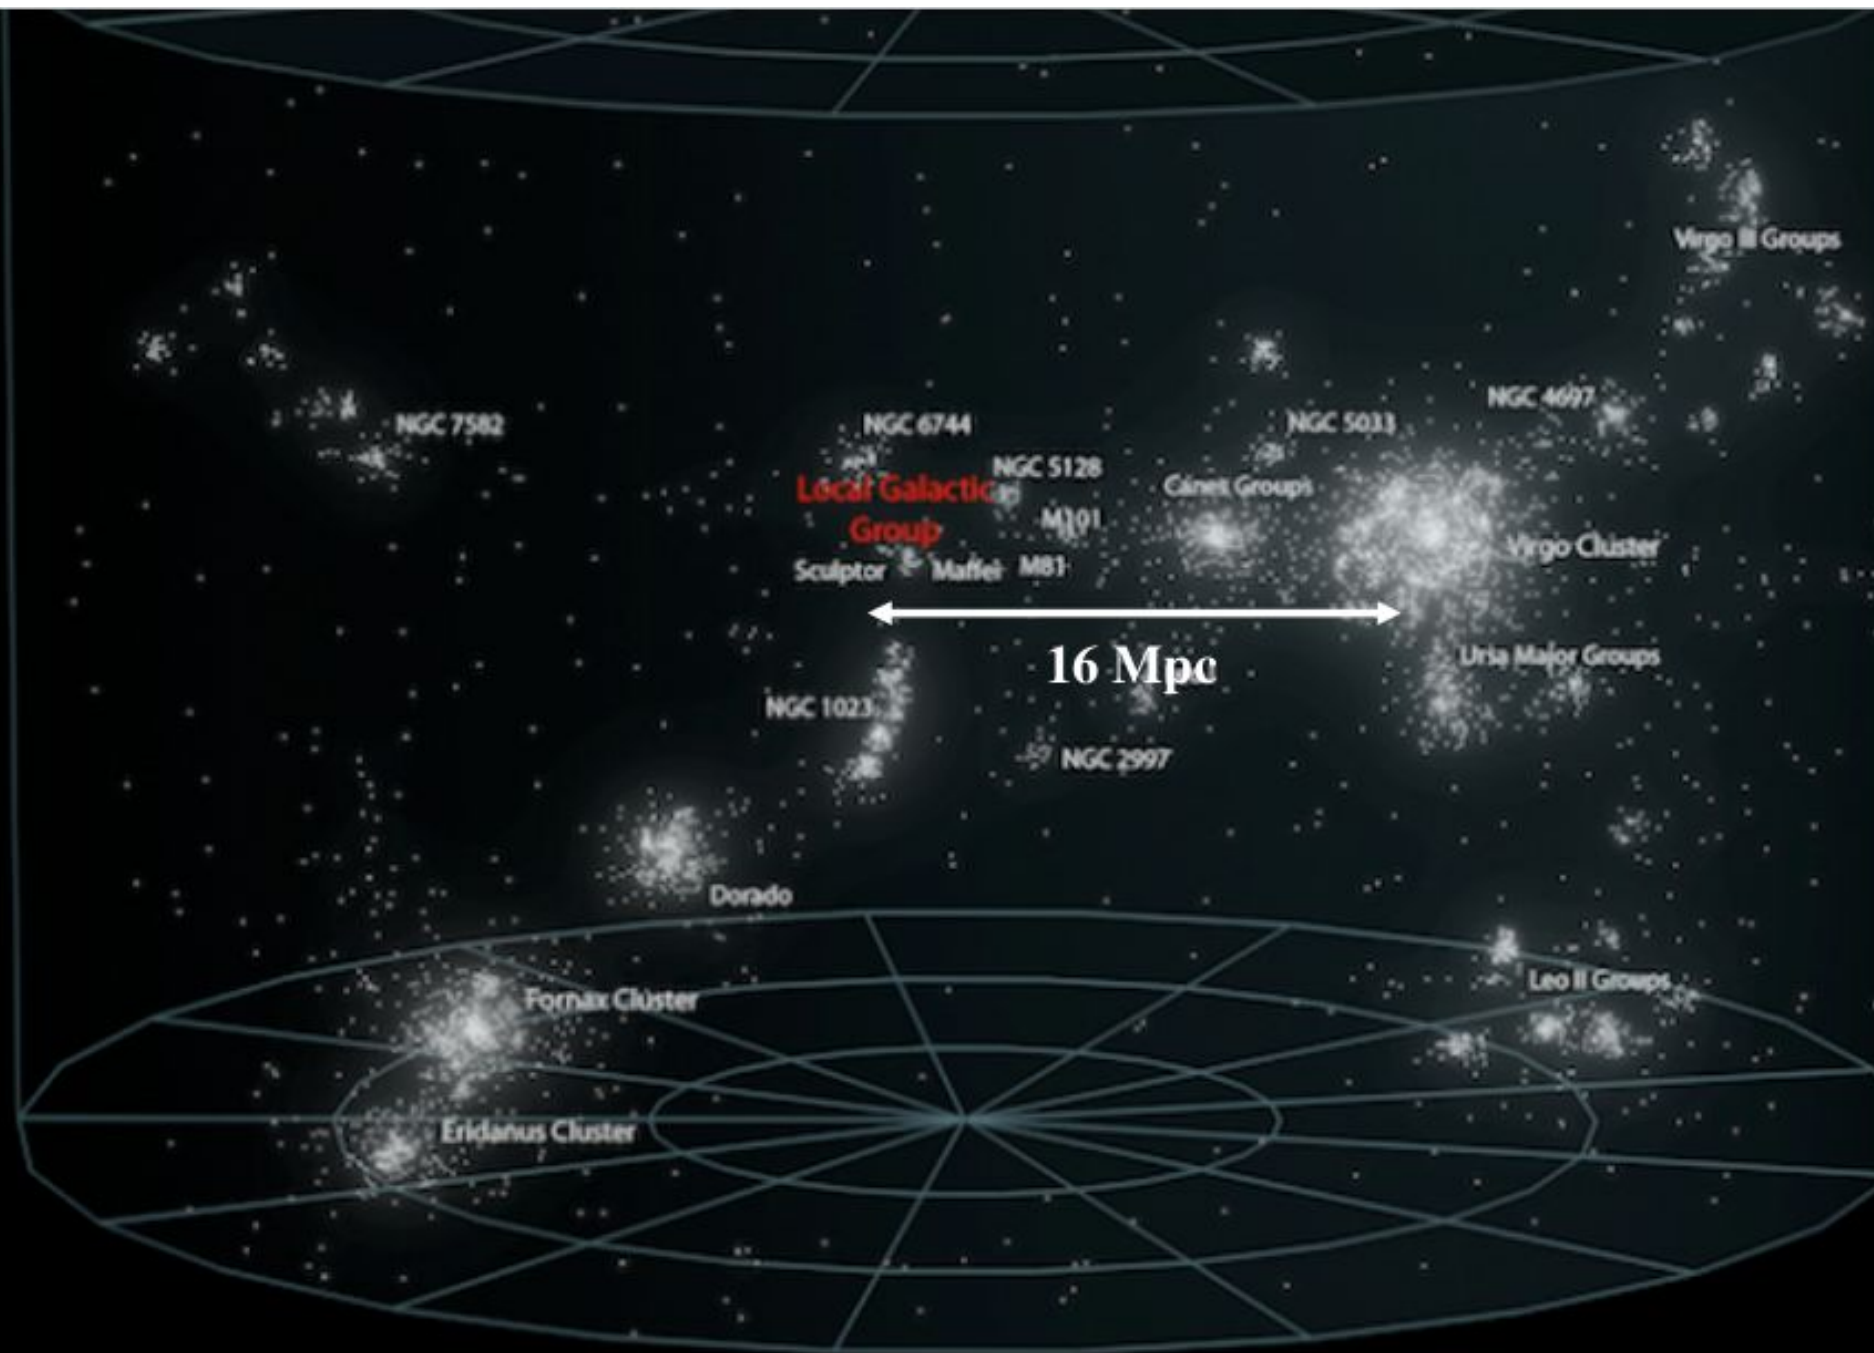 Virgo III Groups
NGC 4697
NGC 7582
NGC 6744
NGC 5033
NGC 5128
Canes Groups
Local Galactic
Group
M101
Virgo Cluster
Sculptor
Maffei
M81
16 Mpc
Ursa Major Groups
NGC 1023
NGC 2997
Dorado
Leo II Groups
Fornax Cluster
Eridanus Cluster